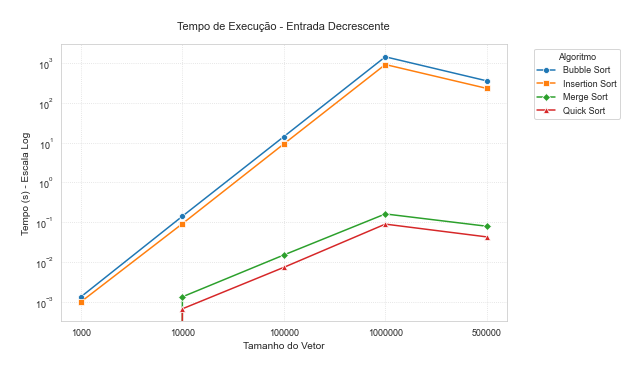 Tempo de Execução - Entrada Decrescente
Tempo (s) - Escala Log
10³
10²
10¹
10⁰
10⁻¹
10⁻²
10⁻³
1000
10000
100000
1000000
500000
Tamanho do Vetor
Algoritmo
Bubble Sort
Insertion Sort
Merge Sort
Quick Sort